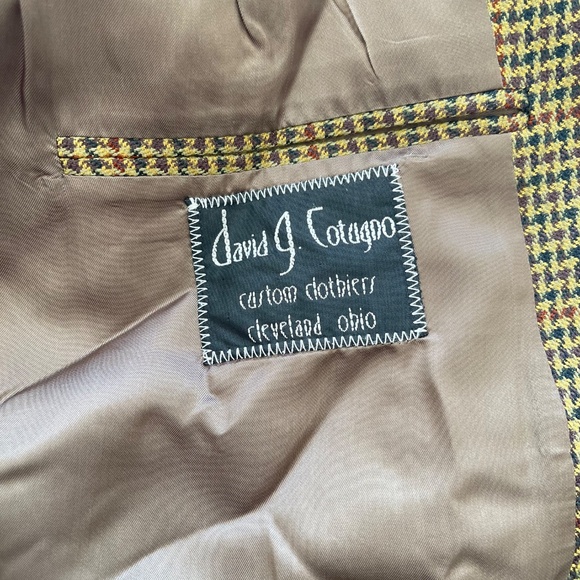 david g. Cotugno
custom clothiers
cleveland ohio